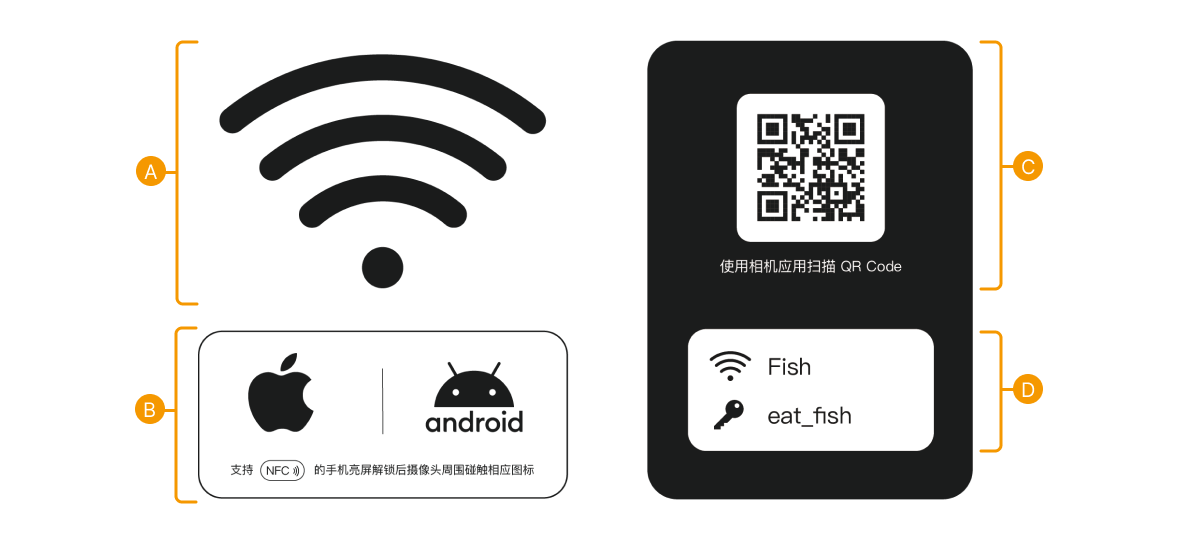 A
B
android
支持 NFC 的手机亮屏解锁后摄像头周围碰触相应图标
使用相机应用扫描 QR Code
C
Fish
eat_fish
D